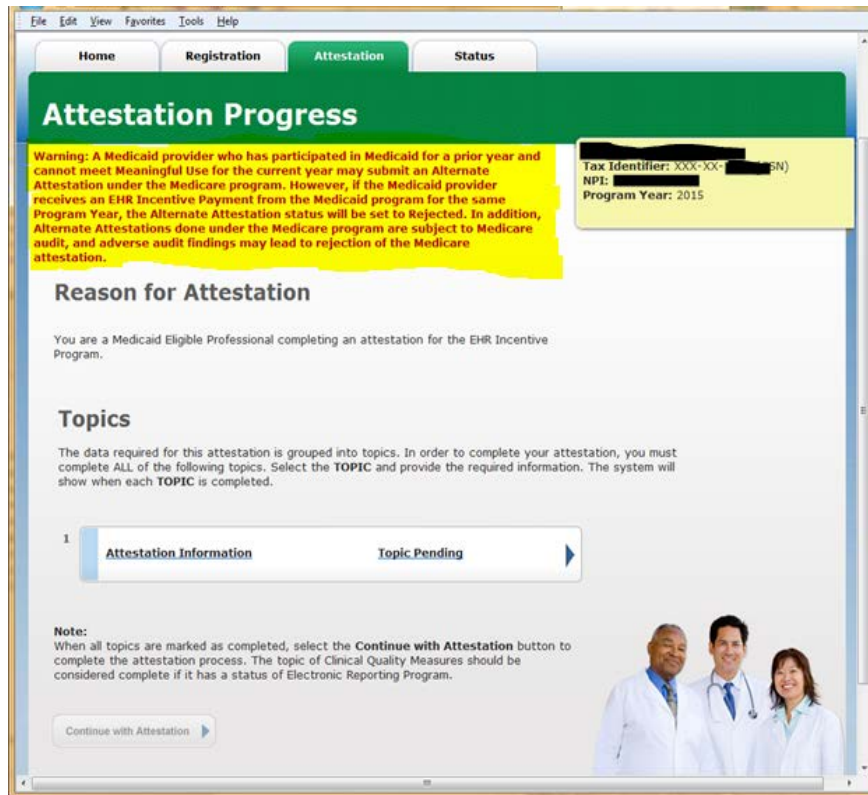 File Edit View Favorites Tools Help
Home Registration Attestation Status
Attestation Progress
Warning: A Medicaid provider who has participated in Medicaid for a prior year and
cannot meet Meaningful Use for the current year may submit an Alternate
Attestation under the Medicare program. However, if the Medicaid provider
receives an EHR Incentive Payment from the Medicaid program for the same
Program Year, the Alternate Attestation status will be set to Rejected. In addition,
Alternate Attestations done under the Medicare program are subject to Medicare
audit, and adverse audit findings may lead to rejection of the Medicare
attestation.
Tax Identifier: XXX-XX- SN)
NPI:
Program Year: 2015
Reason for Attestation
You are a Medicaid Eligible Professional completing an attestation for the EHR Incentive
Program.
Topics
The data required for this attestation is grouped into topics. In order to complete your attestation, you must
complete ALL of the following topics. Select the TOPIC and provide the required information. The system will
show when each TOPIC is completed.
1
Attestation Information Topic Pending
Note:
When all topics are marked as completed, select the Continue with Attestation button to
complete the attestation process. The topic of Clinical Quality Measures should be
considered complete if it has a status of Electronic Reporting Program.
Continue with Attestation